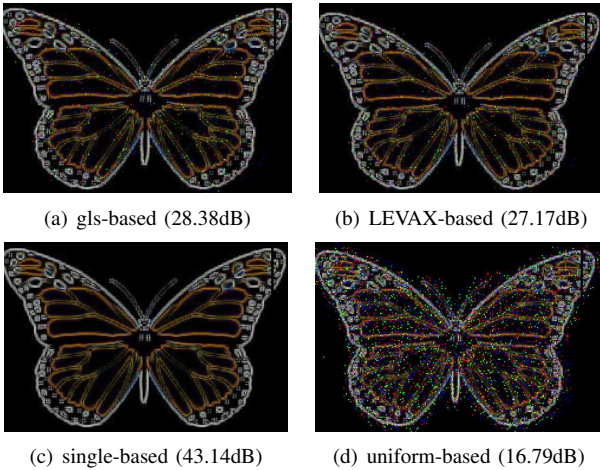 (a) gls-based (28.38dB)
(b) LEVAX-based (27.17dB)
(c) single-based (43.14dB)
(d) uniform-based (16.79dB)